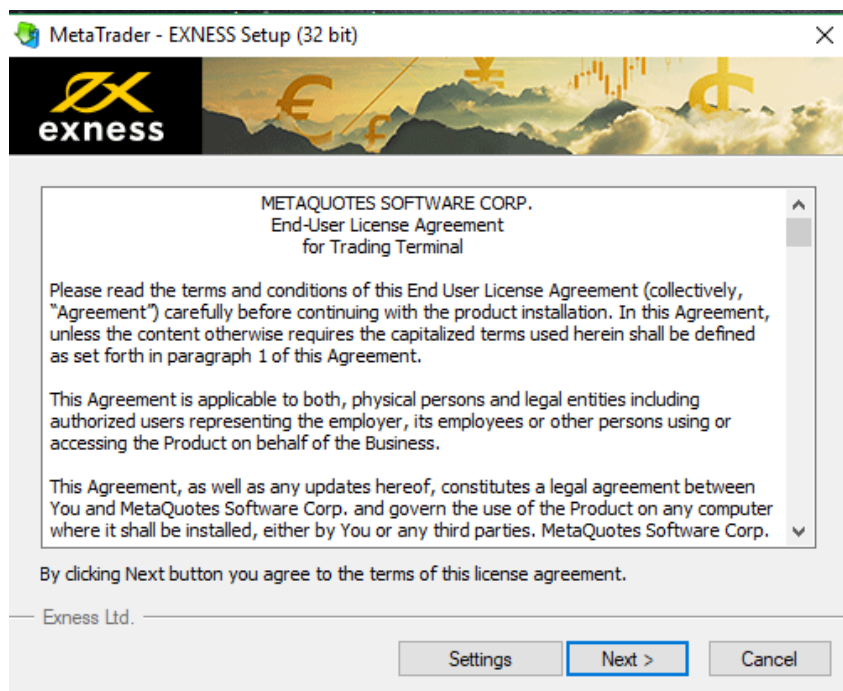 MetaTrader - EXNESS Setup (32 bit)
exness
METAQUOTES SOFTWARE CORP.
End-User License Agreement
for Trading Terminal
Please read the terms and conditions of this End User License Agreement (collectively,
“Agreement”) carefully before continuing with the product installation. In this Agreement,
unless the content otherwise requires the capitalized terms used herein shall be defined
as set forth in paragraph 1 of this Agreement.
This Agreement is applicable to both, physical persons and legal entities including
authorized users representing the employer, its employees or other persons using or
accessing the Product on behalf of the Business.
This Agreement, as well as any updates hereof, constitutes a legal agreement between
You and MetaQuotes Software Corp. and govern the use of the Product on any computer
where it shall be installed, either by You or any third parties. MetaQuotes Software Corp.
By clicking Next button you agree to the terms of this license agreement.
Exness Ltd.
Settings Next > Cancel